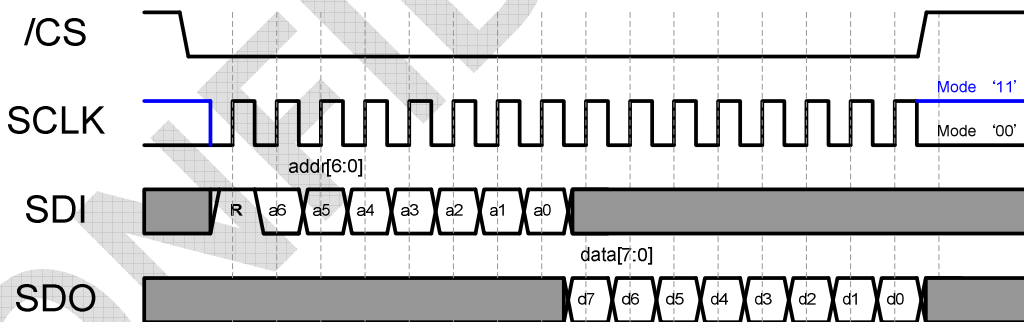 /CS
Mode '11'
SCLK
Mode '00'
addr[6:0]
SDI R a6 a5 a4 a3 a2 a1 a0
data[7:0]
SDO d7 d6 d5 d4 d3 d2 d1 d0